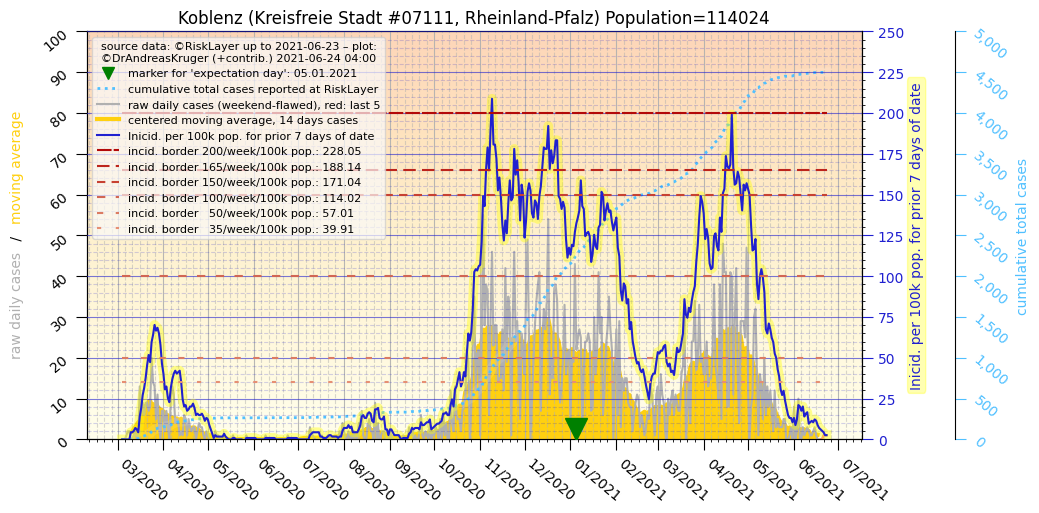 Koblenz (Kreisfreie Stadt #07111, Rheinland-Pfalz) Population=114024
source data: ©RiskLayer up to 2021-06-23 – plot:
©DrAndreasKruger (+contrib.) 2021-06-24 04:00
marker for 'expectation day': 05.01.2021
cumulative total cases reported at RiskLayer
raw daily cases (weekend-flawed), red: last 5
centered moving average, 14 days cases
Inicid. per 100k pop. for prior 7 days of date
incid. border 200/week/100k pop.: 228.05
incid. border 165/week/100k pop.: 188.14
incid. border 150/week/100k pop.: 171.04
incid. border 100/week/100k pop.: 114.02
incid. border 50/week/100k pop.: 57.01
incid. border 35/week/100k pop.: 39.91
raw daily cases / moving average
100
90
80
70
60
50
40
30
20
10
0
250
225
200
175
150
125
100
75
50
25
0
Inicid. per 100k pop. for prior 7 days of date
5,000
4,500
4,000
3,500
3,000
2,500
2,000
1,500
1,000
500
0
cumulative total cases
03/2020
04/2020
05/2020
06/2020
07/2020
08/2020
09/2020
10/2020
11/2020
12/2020
01/2021
02/2021
03/2021
04/2021
05/2021
06/2021
07/2021